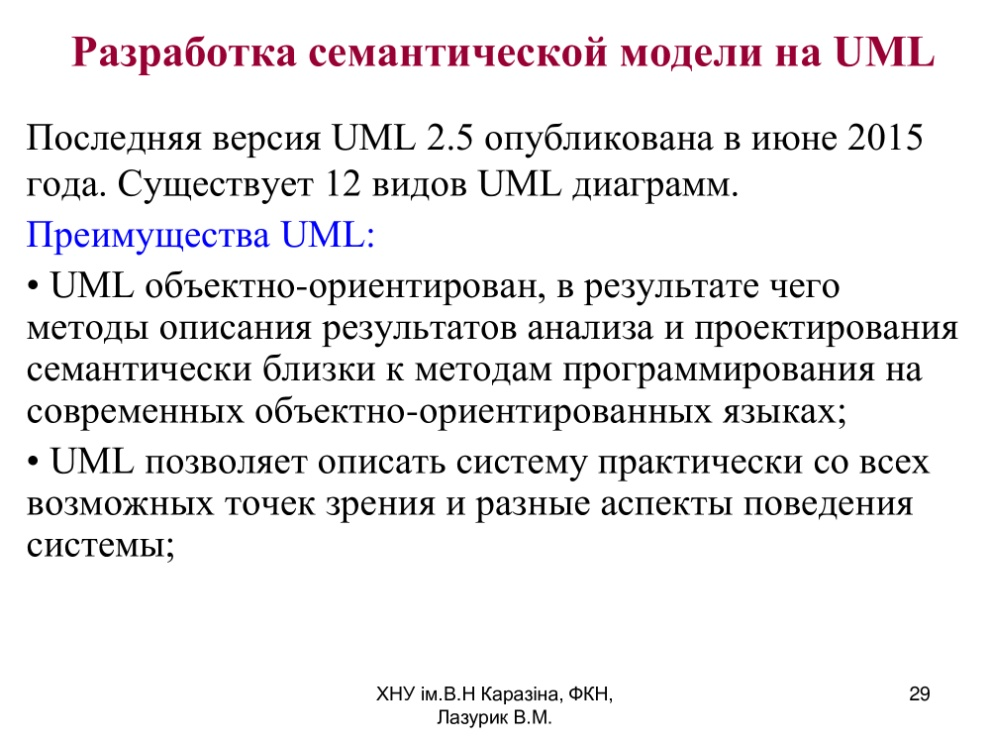 Разработка семантической модели на UML
Последняя версия UML 2.5 опубликована в июне 2015
года. Существует 12 видов UML диаграмм.
Преимущества UML:
• UML объектно-ориентирован, в результате чего
методы описания результатов анализа и проектирования
семантически близки к методам программирования на
современных объектно-ориентированных языках;
• UML позволяет описать систему практически со всех
возможных точек зрения и разные аспекты поведения
системы;
ХНУ ім.В.Н Каразіна, ФКН,
Лазурик В.М.
29